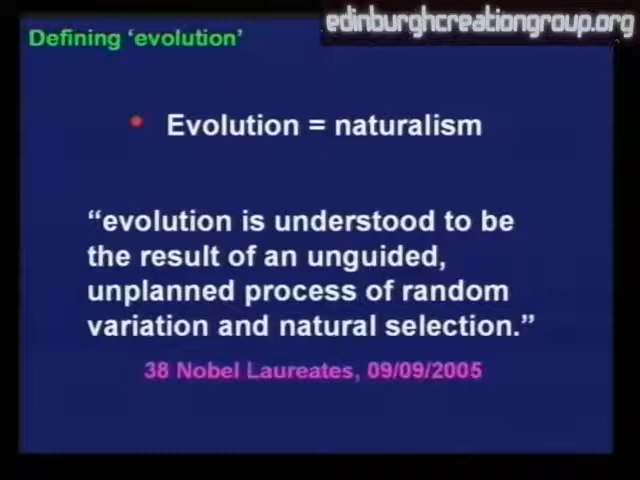 edinburghcreationgroup.org
Defining ‘evolution’
• Evolution = naturalism
“evolution is understood to be
the result of an unguided,
unplanned process of random
variation and natural selection.”
38 Nobel Laureates, 09/09/2005